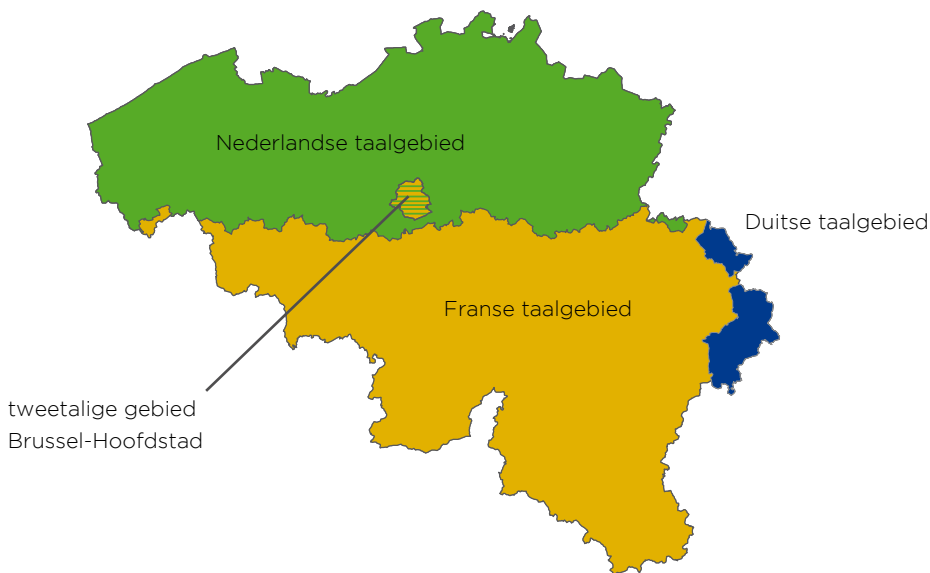 Nederlandse taalgebied
Duitse taalgebied
Franse taalgebied
tweetalige gebied
Brussel-Hoofdstad